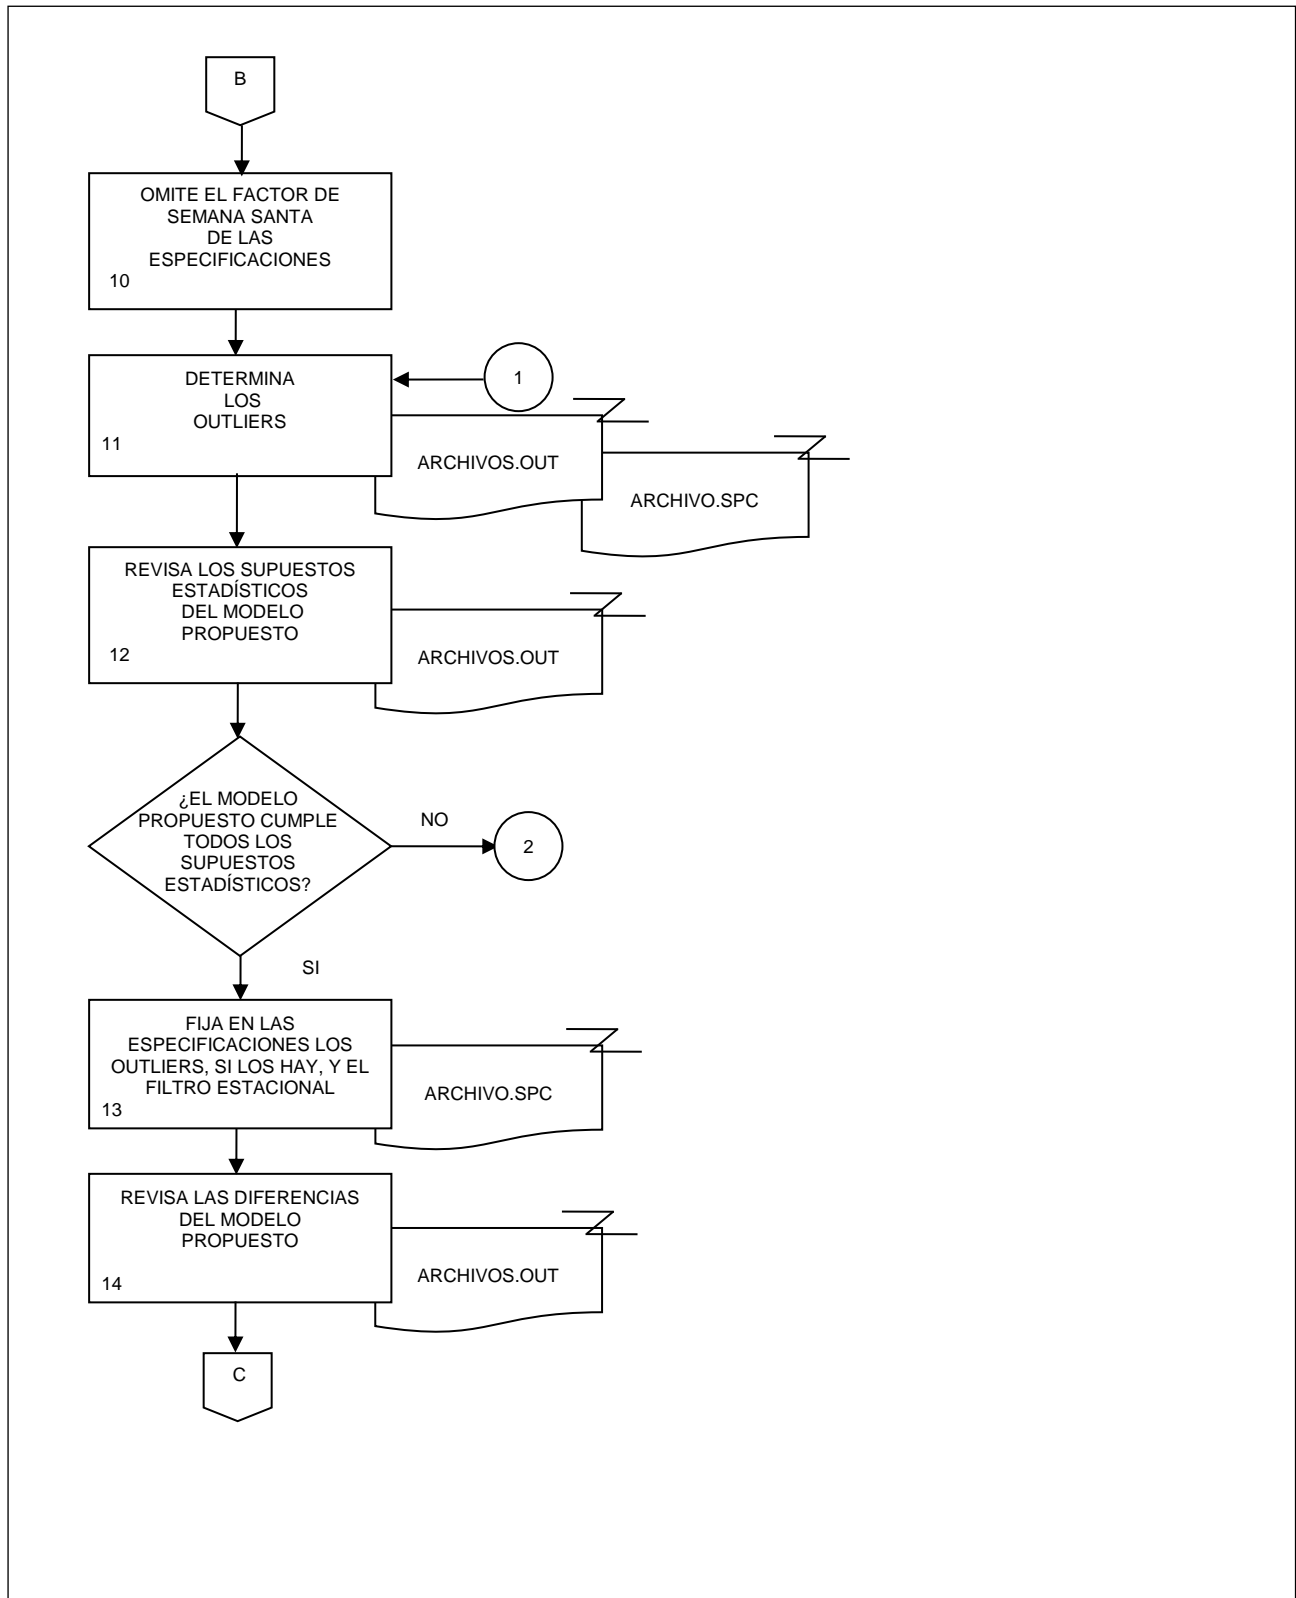 B
OMITE EL FACTOR DE
SEMANA SANTA
DE LAS
ESPECIFICACIONES
10
1
DETERMINA
LOS
OUTLIERS
11
ARCHIVOS.OUT
ARCHIVO.SPC
REVISA LOS SUPUESTOS
ESTADÍSTICOS
DEL MODELO
PROPUESTO
12
ARCHIVOS.OUT
¿EL MODELO
PROPUESTO CUMPLE
TODOS LOS
SUPUESTOS
ESTADÍSTICOS?
NO
2
SI
FIJA EN LAS
ESPECIFICACIONES LOS
OUTLIERS, SI LOS HAY, Y EL
FILTRO ESTACIONAL
13
ARCHIVO.SPC
REVISA LAS DIFERENCIAS
DEL MODELO
PROPUESTO
14
ARCHIVOS.OUT
C